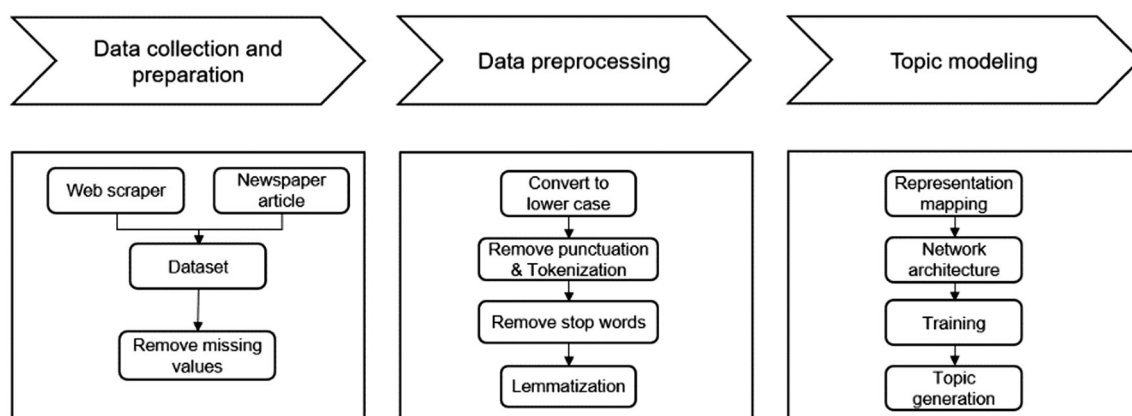 Data collection and
preparation
Data preprocessing
Topic modeling
Web scraper
Newspaper
article
Dataset
Remove missing
values
Convert to
lower case
Remove punctuation
& Tokenization
Remove stop words
Lemmatization
Representation
mapping
Network
architecture
Training
Topic
generation